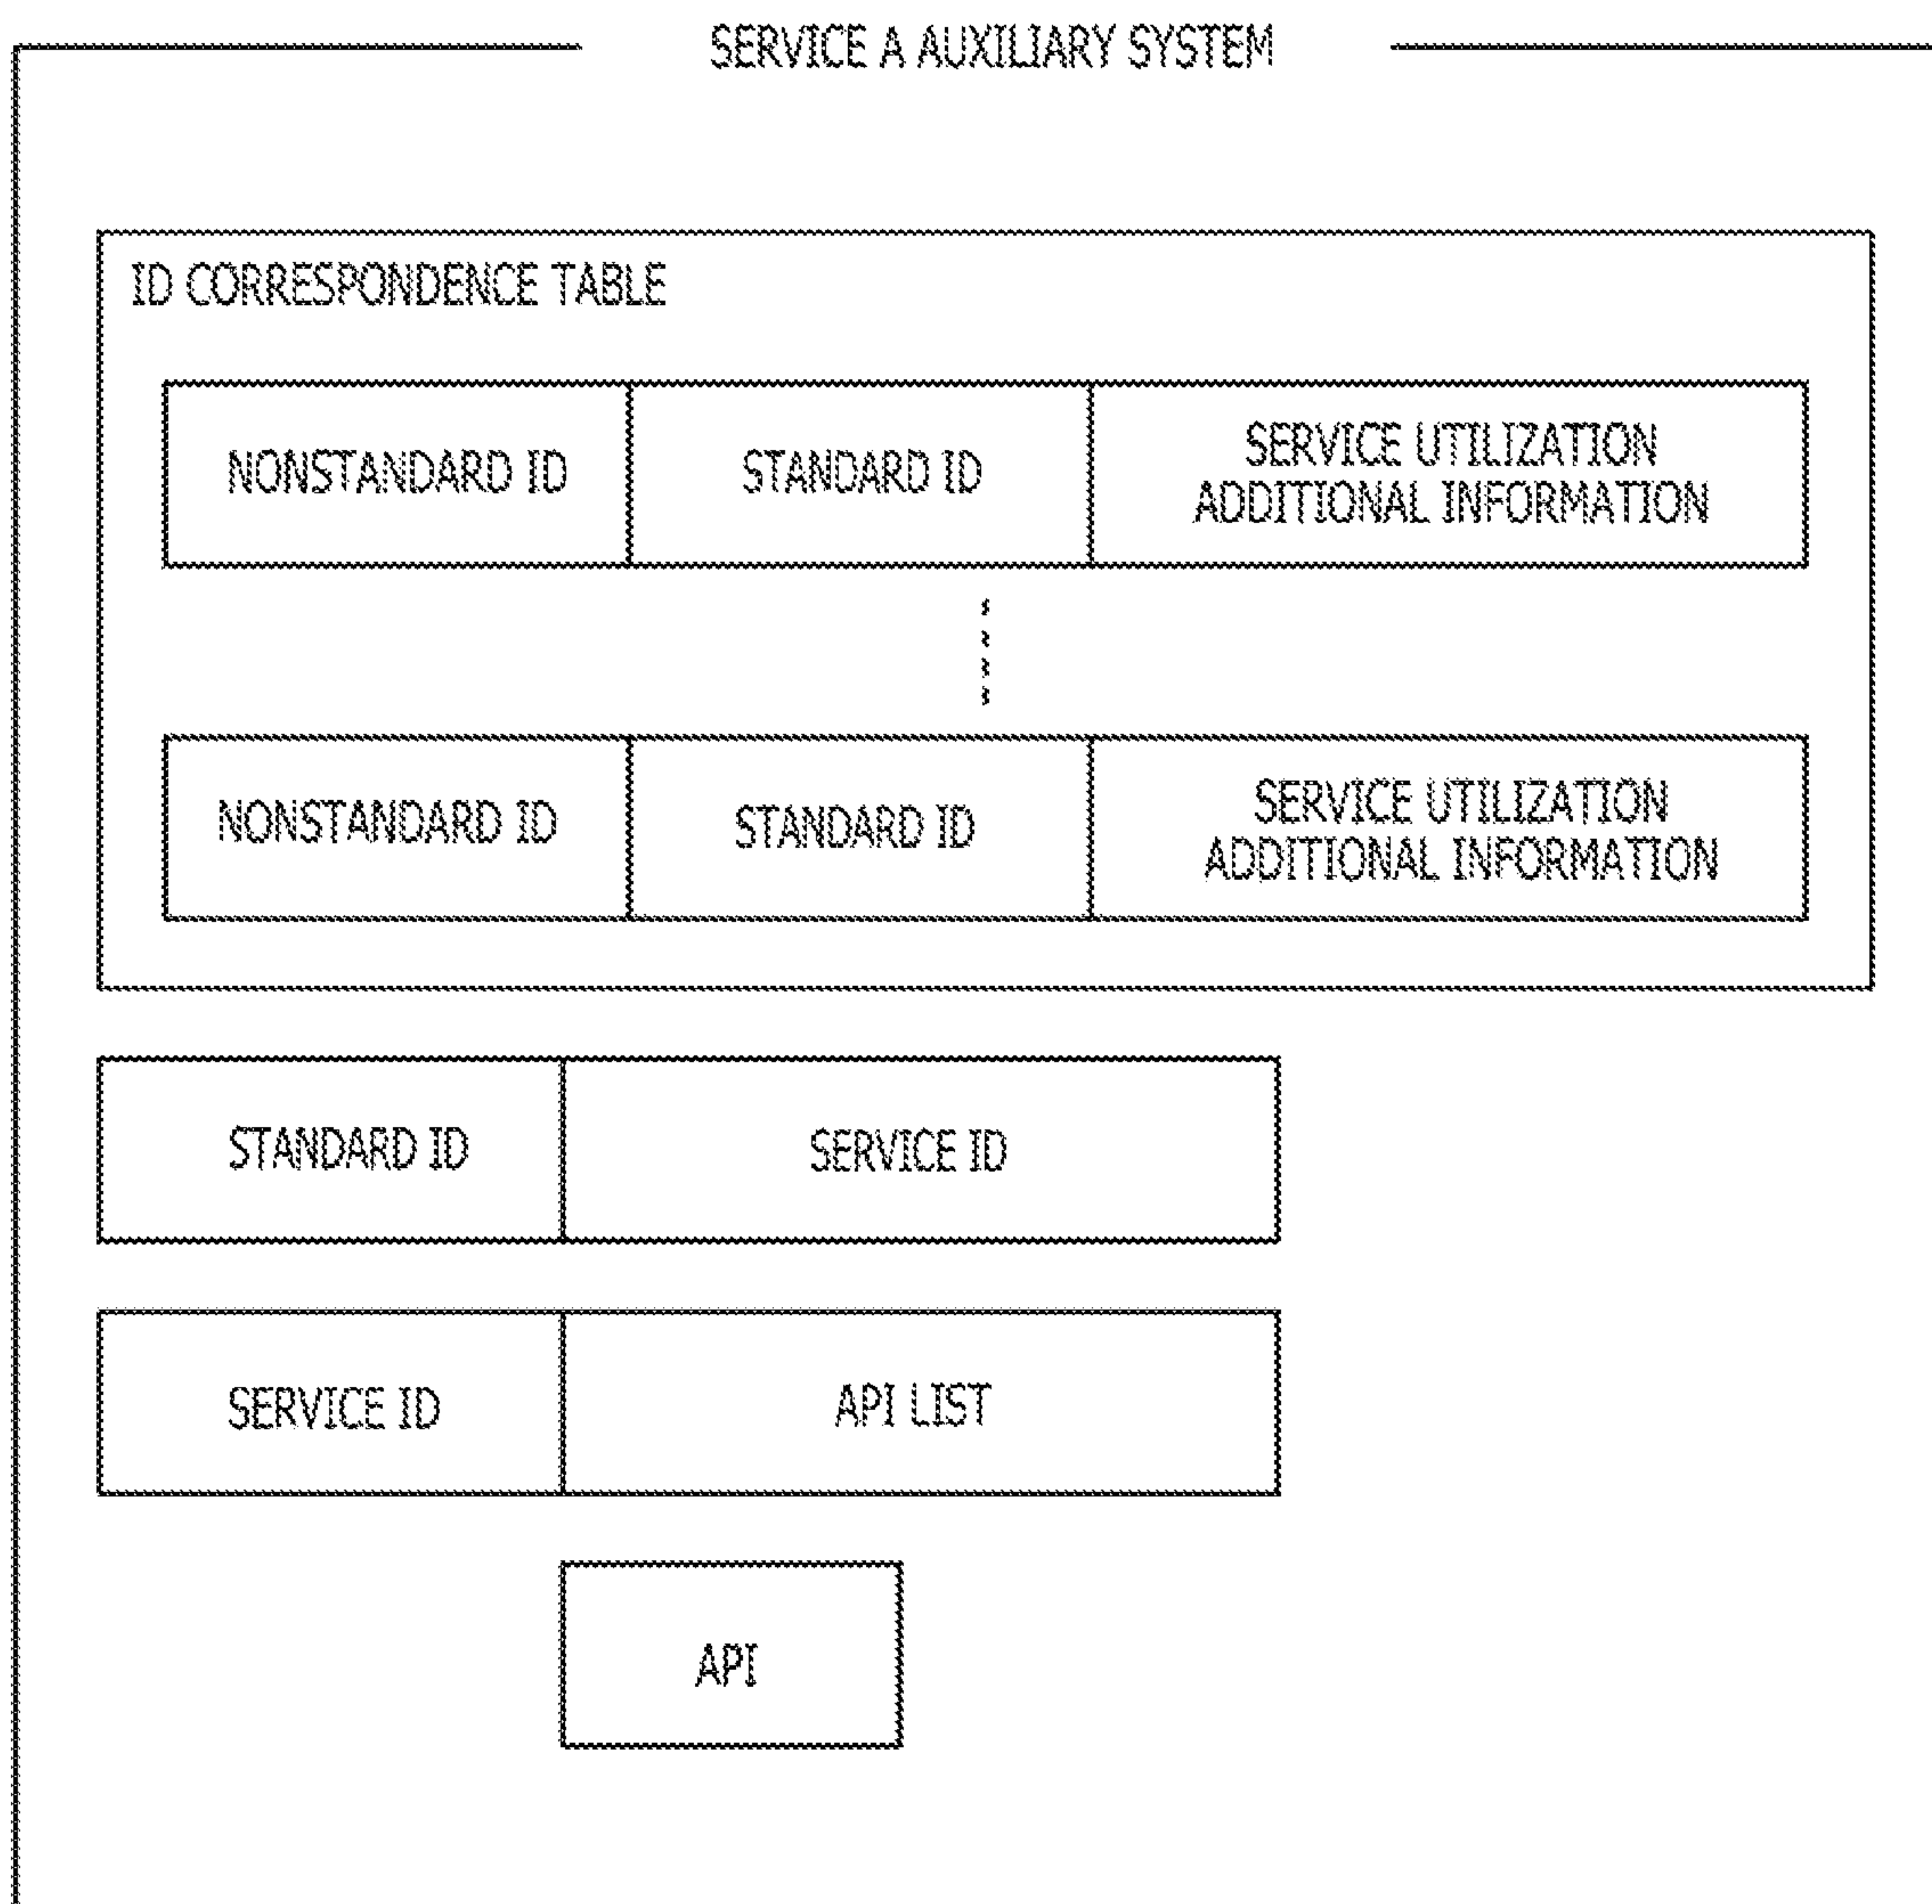 SERVICE A AUXILIARY SYSTEM
ID CORRESPONDENCE TABLE
NONSTANDARD ID
STANDARD ID
SERVICE UTILIZATION
ADDITIONAL INFORMATION
NONSTANDARD ID
STANDARD ID
SERVICE UTILIZATION
ADDITIONAL INFORMATION
STANDARD ID
SERVICE ID
SERVICE ID
API LIST
API